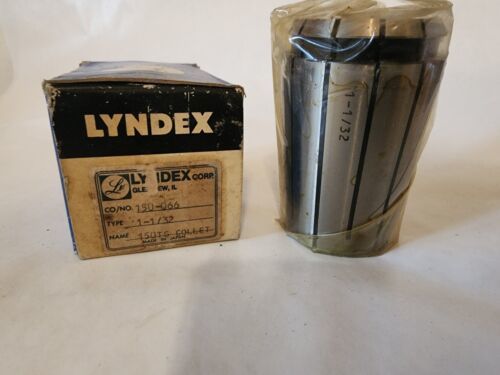 LYNDEX
LYNDEX CORP.
GLENVIEW, IL
CO/NO. 150-066
TYPE 1-1/32
NAME 150TG COLLET
MADE IN JAPAN
1-1/32